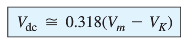 V_dc ≅ 0.318(V_m − V_K)